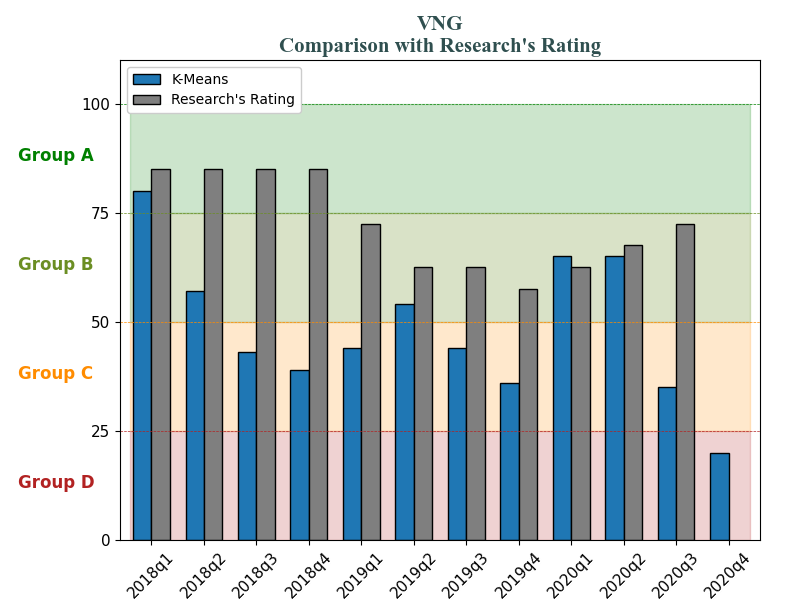 VNG
Comparison with Research's Rating
K-Means
Research's Rating
100
Group A
75
Group B
50
Group C
25
Group D
0
2018q1
2018q2
2018q3
2018q4
2019q1
2019q2
2019q3
2019q4
2020q1
2020q2
2020q3
2020q4